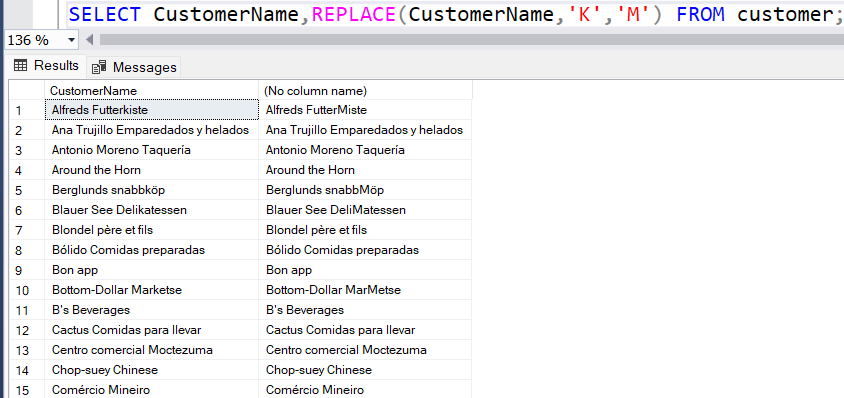 SELECT CustomerName,REPLACE(CustomerName,'K','M') FROM customer;
136 %
Results Messages
CustomerName (No column name)
1 Alfreds Futterkiste Alfreds FutterMiste
2 Ana Trujillo Emparedados y helados Ana Trujillo Emparedados y helados
3 Antonio Moreno Taquería Antonio Moreno Taquería
4 Around the Horn Around the Horn
5 Berglunds snabbköp Berglunds snabbMöp
6 Blauer See Delikatessen Blauer See DeliMatessen
7 Blondel père et fils Blondel père et fils
8 Bólido Comidas preparadas Bólido Comidas preparadas
9 Bon app Bon app
10 Bottom-Dollar Marketse Bottom-Dollar MarMetse
11 B's Beverages B's Beverages
12 Cactus Comidas para llevar Cactus Comidas para llevar
13 Centro comercial Moctezuma Centro comercial Moctezuma
14 Chop-suey Chinese Chop-suey Chinese
15 Comércio Mineiro Comércio Mineiro